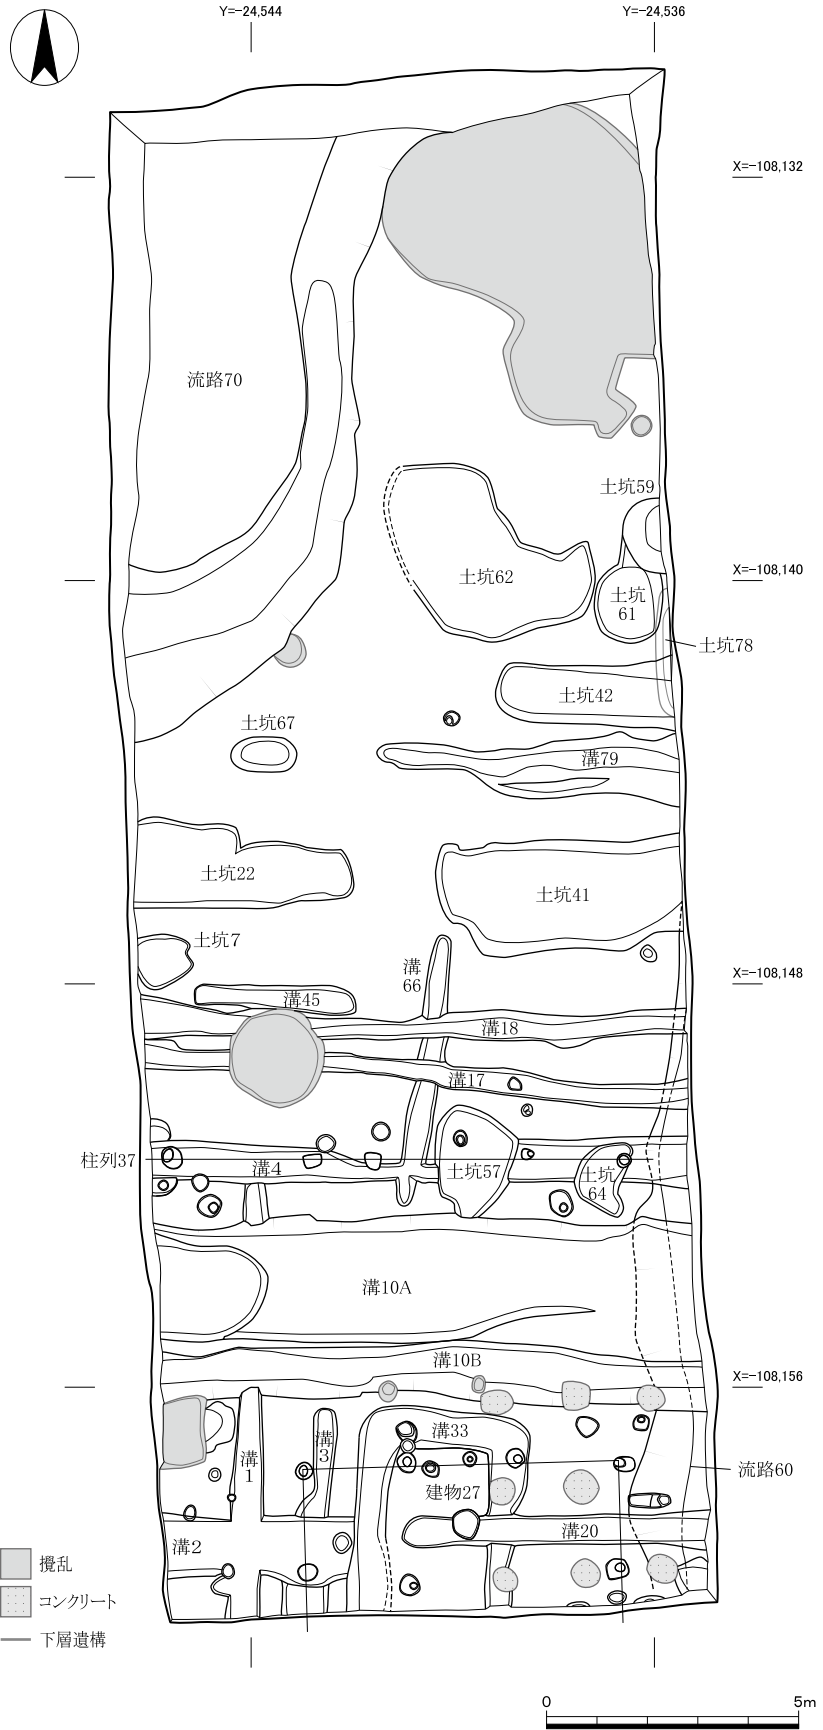 Y=-24,544
Y=-24,536
X=-108,132
流路70
土坑59
X=-108,140
土坑62
土坑
61
土坑78
土坑42
土坑67
溝79
土坑22
土坑41
土坑7
溝
66
X=-108,148
溝45
溝18
溝17
柱列37
溝4
土坑57
土坑
64
溝10A
溝10B
X=-108,156
溝33
溝
3
溝
1
流路60
建物27
溝20
溝2
攪乱
コンクリート
下層遺構
0
5m